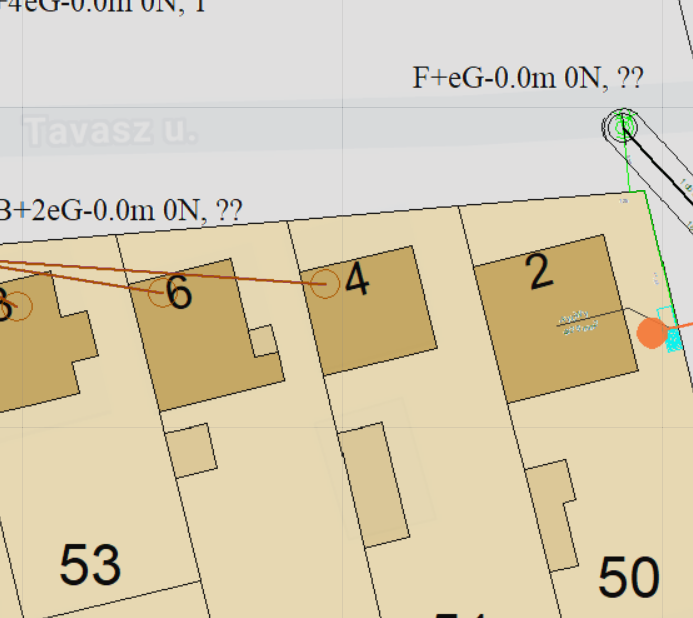 +4eG-0.0m 0N, 1
F+eG-0.0m 0N, ??
Tavasz u.
B+2eG-0.0m 0N, ??
8 6 4 2
53
50